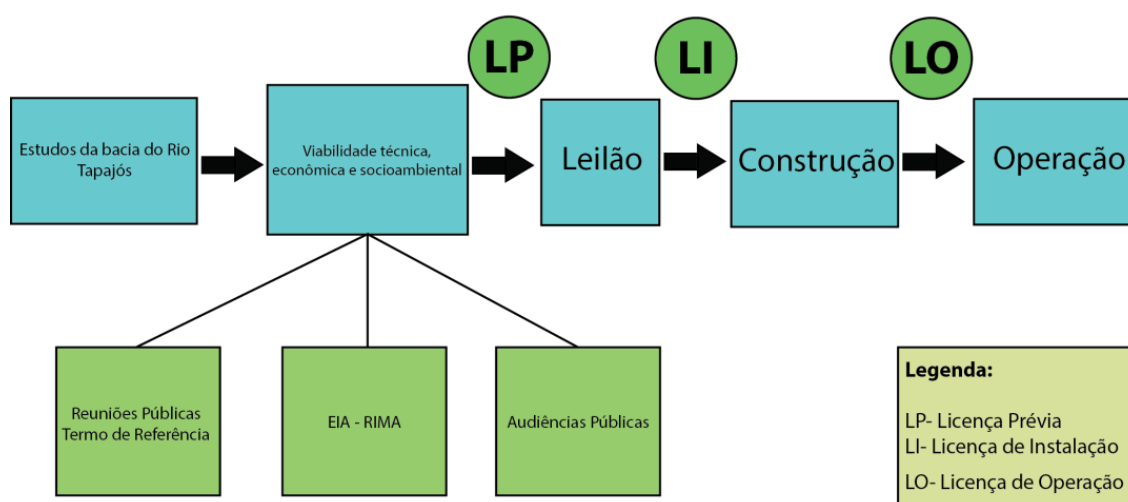 LP
LI
LO
Estudos da bacia do Rio
Tapajós
Viabilidade técnica,
econômica e socioambiental
Leilão
Construção
Operação
Reuniões Públicas
Termo de Referência
EIA - RIMA
Audiências Públicas
Legenda:
LP- Licença Prévia
LI- Licença de Instalação
LO- Licença de Operação